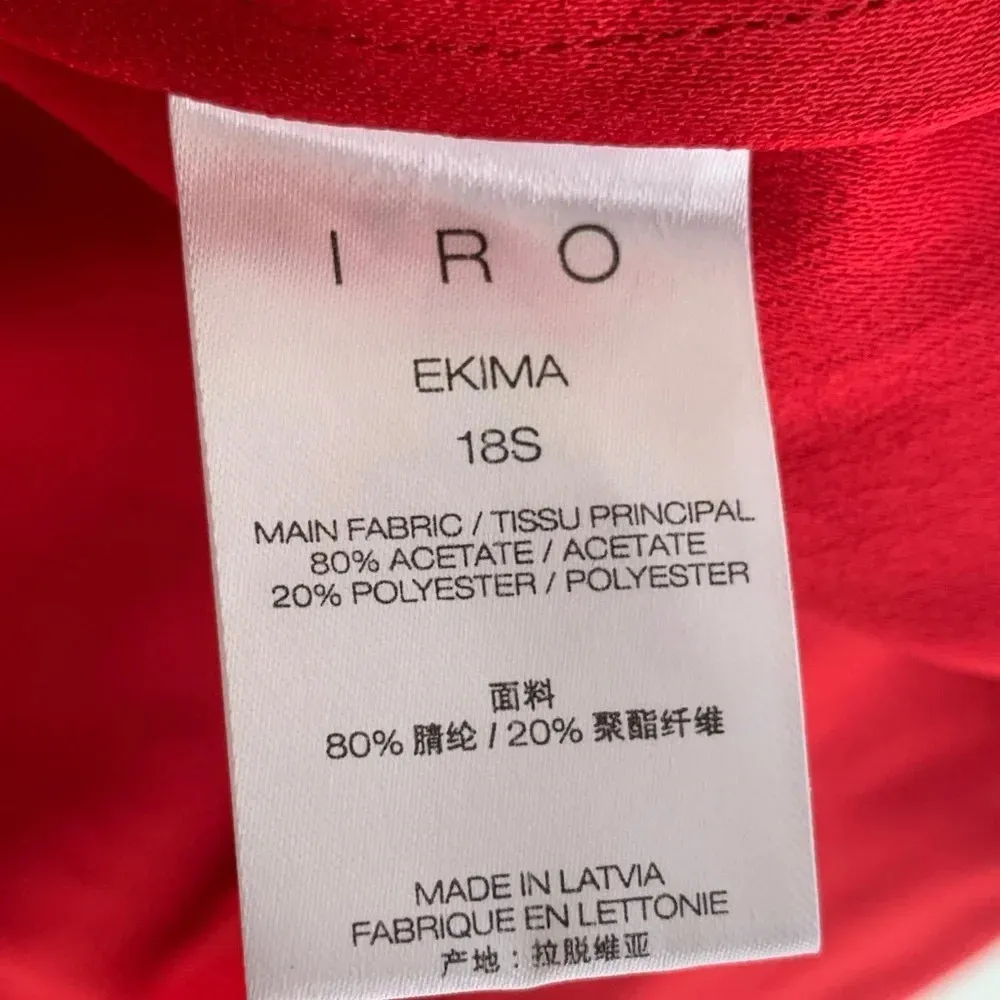 I R O
EKIMA
18S
MAIN FABRIC / TISSU PRINCIPAL
80% ACETATE / ACETATE
20% POLYESTER / POLYESTER
面料
80% 腈纶 / 20% 聚酯纤维
MADE IN LATVIA
FABRIQUE EN LETTONIE
产地 : 拉脱维亚